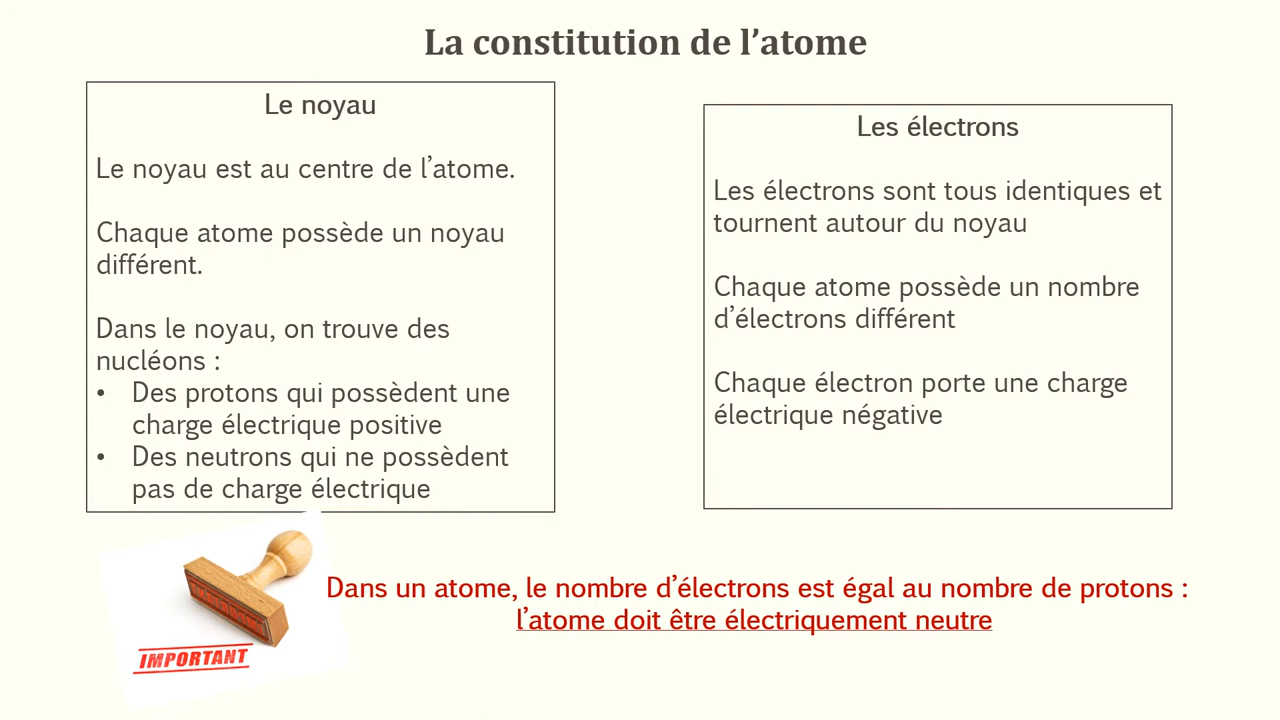 La constitution de l’atome
Le noyau
Le noyau est au centre de l’atome.
Chaque atome possède un noyau
différent.
Dans le noyau, on trouve des
nucléons :
• Des protons qui possèdent une
charge électrique positive
• Des neutrons qui ne possèdent
pas de charge électrique
Les électrons
Les électrons sont tous identiques et
tournent autour du noyau
Chaque atome possède un nombre
d’électrons différent
Chaque électron porte une charge
électrique négative
Dans un atome, le nombre d’électrons est égal au nombre de protons :
l’atome doit être électriquement neutre
IMPORTANT